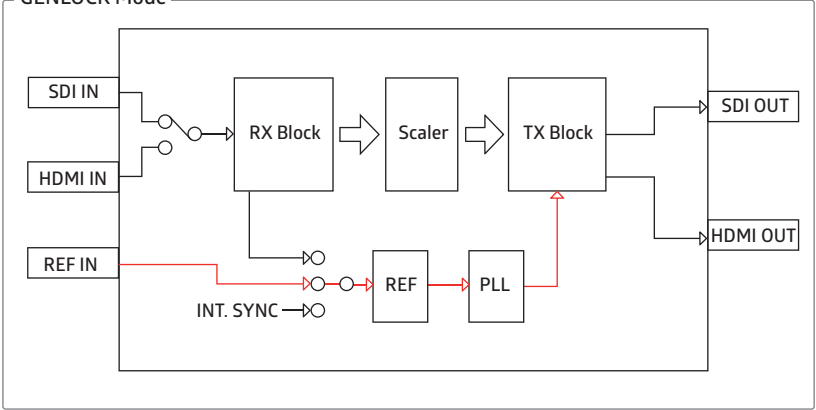 GENLOCK Mode
SDI IN
HDMI IN
REF IN
RX Block
Scaler
TX Block
SDI OUT
HDMI OUT
REF
PLL
INT. SYNC